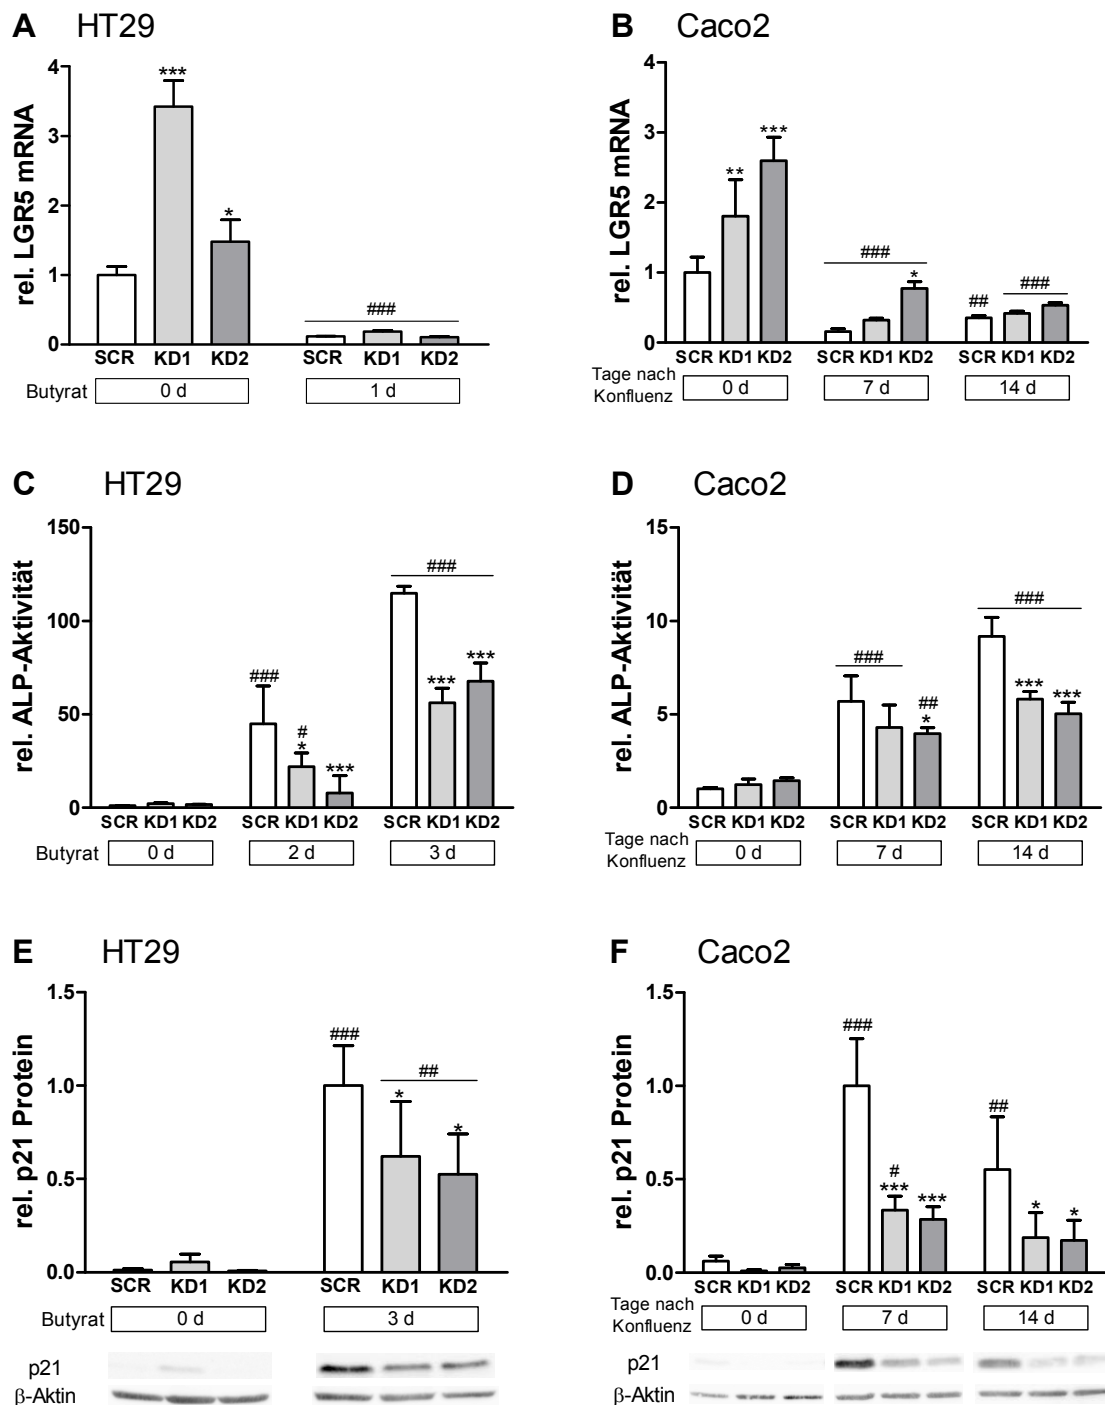 A HT29
rel. LGR5 mRNA
4
3
2
1
0
***
*
###
SCR KD1 KD2 SCR KD1 KD2
Butyrat 0 d 1 d
B Caco2
rel. LGR5 mRNA
4
3
2
1
0
**
***
###
*
##
###
SCR KD1 KD2 SCR KD1 KD2 SCR KD1 KD2
Tage nach
Konfluenz
0 d 7 d 14 d
C HT29
rel. ALP-Aktivität
150
100
50
0
###
#
*
***
###
***
***
SCR KD1 KD2 SCR KD1 KD2 SCR KD1 KD2
Butyrat 0 d 2 d 3 d
D Caco2
rel. ALP-Aktivität
15
10
5
0
###
##
*
###
***
***
SCR KD1 KD2 SCR KD1 KD2 SCR KD1 KD2
Tage nach
Konfluenz
0 d 7 d 14 d
E HT29
rel. p21 Protein
1.5
1.0
0.5
0.0
###
##
*
*
SCR KD1 KD2 SCR KD1 KD2
Butyrat 0 d 3 d
p21
β-Aktin
F Caco2
rel. p21 Protein
1.5
1.0
0.5
0.0
###
#
***
***
##
*
*
SCR KD1 KD2 SCR KD1 KD2 SCR KD1 KD2
Tage nach
Konfluenz
0 d 7 d 14 d
p21
β-Aktin